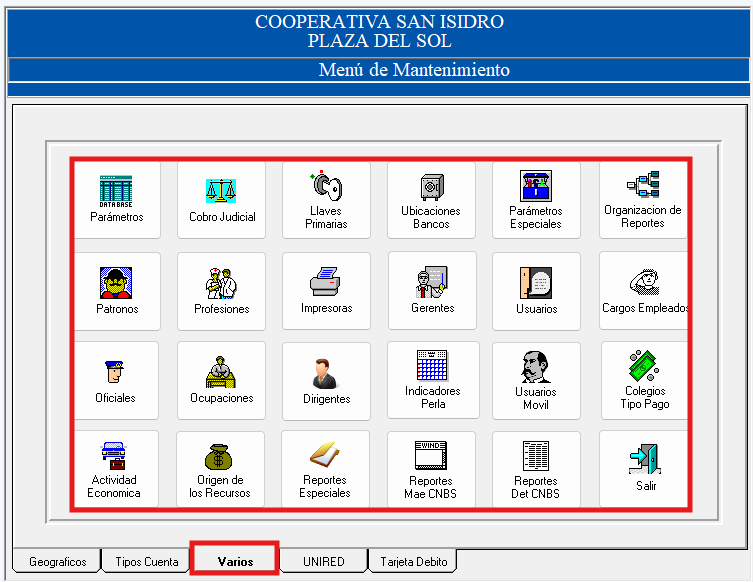 COOPERATIVA SAN ISIDRO
PLAZA DEL SOL
Menú de Mantenimiento
DATA BASE
Parámetros
Cobro Judicial
Llaves
Primarias
Ubicaciones
Bancos
Parámetros
Especiales
Organizacion de
Reportes
Patronos
Profesiones
Impresoras
Gerentes
Usuarios
Cargos Empleados
Oficiales
Ocupaciones
Dirigentes
Indicadores
Perla
Usuarios
Movil
Colegios
Tipo Pago
Actividad
Economica
Origen de
los Recursos
Reportes
Especiales
WIND
Reportes
Mae CNBS
Reportes
Det CNBS
Salir
Geograficos
Tipos Cuenta
Varios
UNIRED
Tarjeta Debito